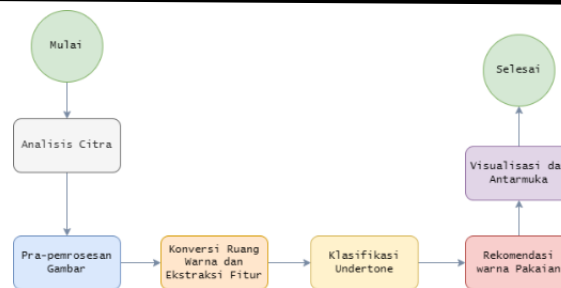 Mulai
Analisis Citra
Pra-pemrosesan
Gambar
Konversi Ruang
Warna dan
Ekstraksi Fitur
Klasifikasi
Undertone
Rekomendasi
warna Pakaian
Visualisasi da
Antarmuka
Selesai